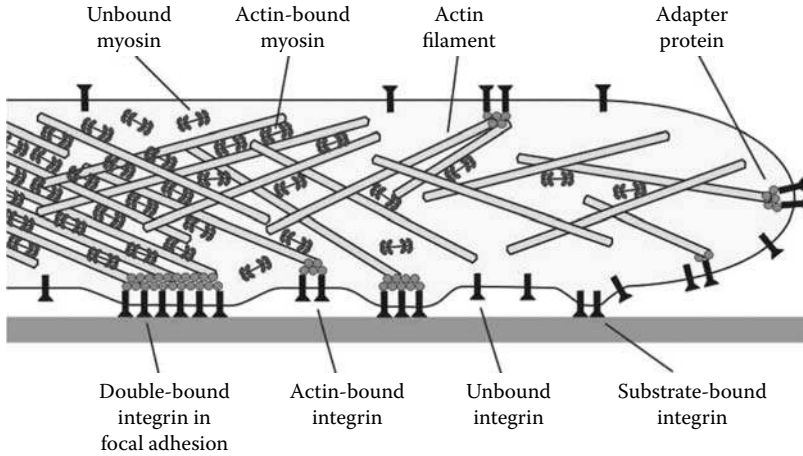 Unbound
myosin
Actin-bound
myosin
Actin
filament
Adapter
protein
Double-bound
integrin in
focal adhesion
Actin-bound
integrin
Unbound
integrin
Substrate-bound
integrin